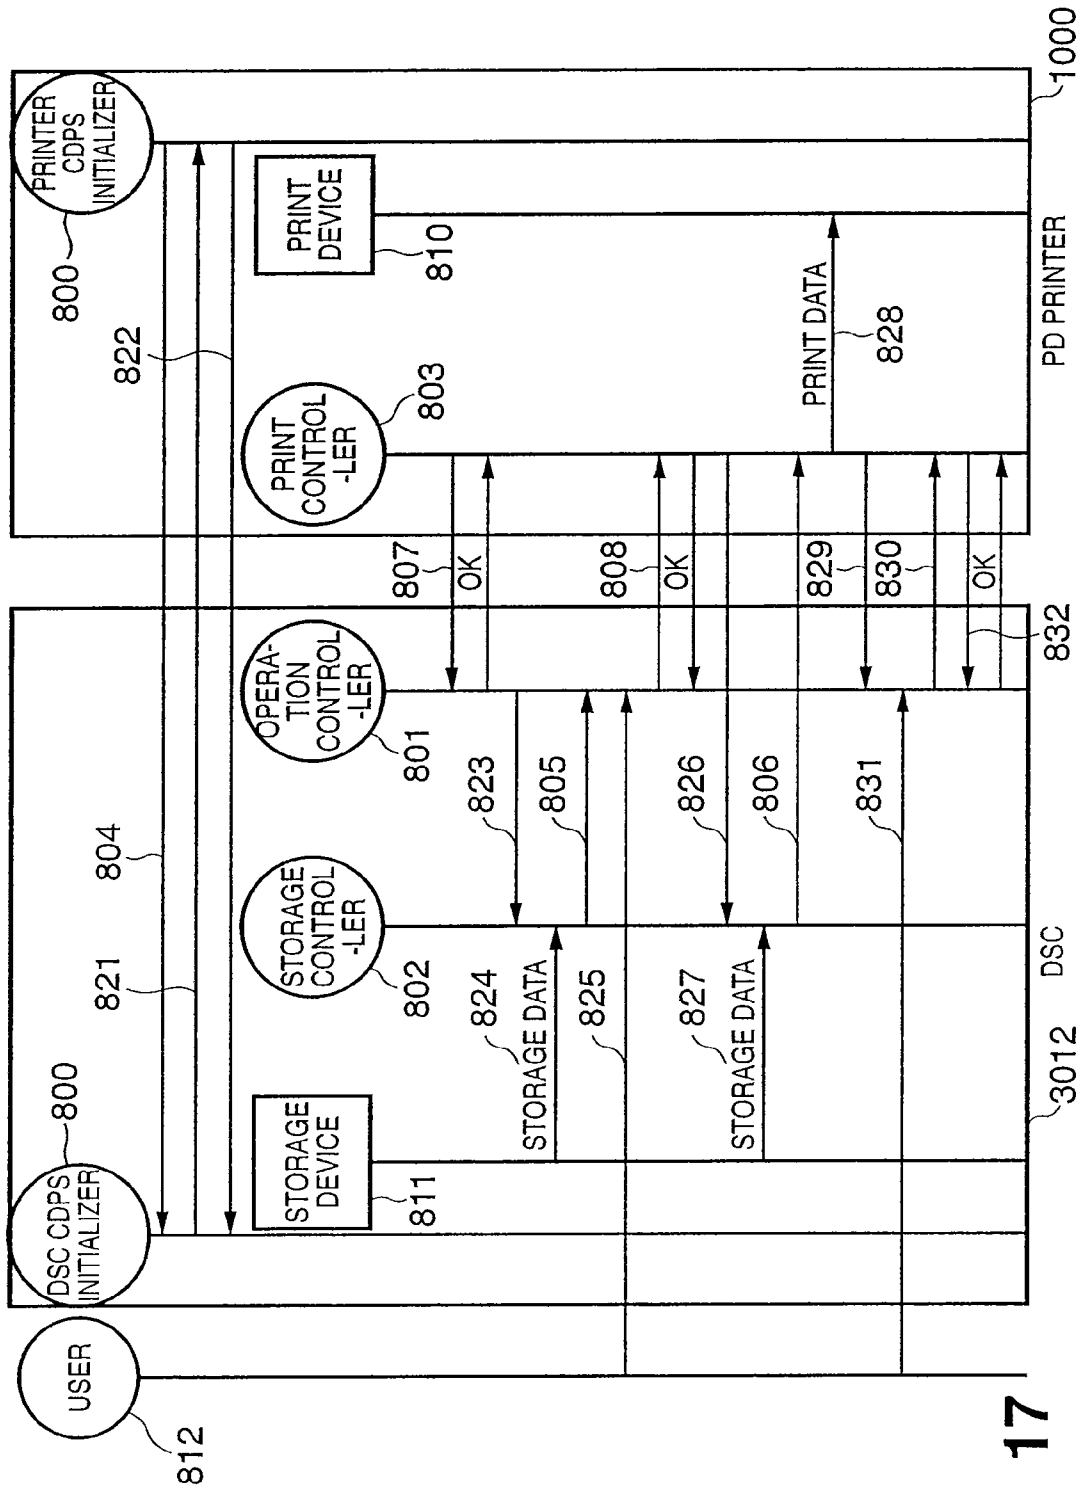 USER
812
DSC CDPS
INITIALIZER
800
PRINTER
CDPS
INITIALIZER
800
804
821
822
STORAGE
DEVICE
811
STORAGE
CONTROL
-LER
802
OPERA-
TION
CONTROL
-LER
801
PRINT
CONTROL
-LER
803
PRINT
DEVICE
810
807
OK
823
824
STORAGE DATA
805
825
808
OK
826
827
STORAGE DATA
806
PRINT DATA
828
829
831
830
832
OK
3012
DSC
PD PRINTER
1000
17